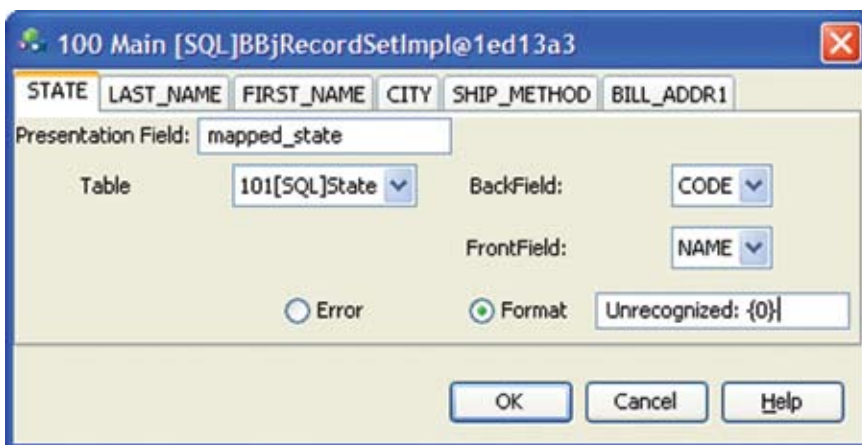 100 Main [SQL]BBjRecordSetImpl@1ed13a3
STATE LAST_NAME FIRST_NAME CITY SHIP_METHOD BILL_ADDR1
Presentation Field: mapped_state
Table 101[SQL]State BackField: CODE
FrontField: NAME
Error Format Unrecognized: {0}
OK Cancel Help